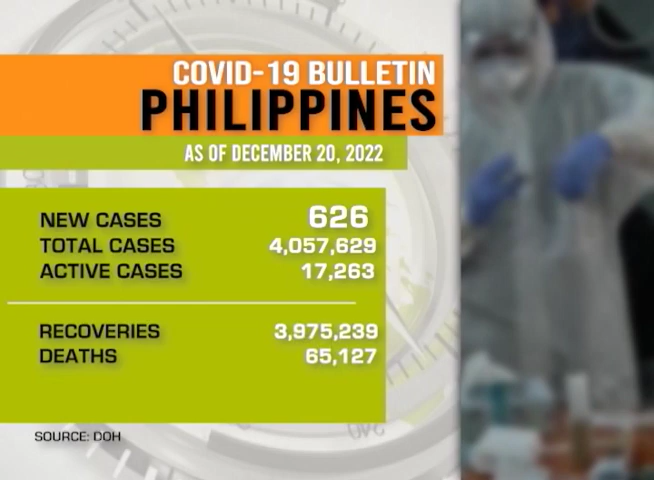 COVID-19 BULLETIN
PHILIPPINES
AS OF DECEMBER 20, 2022
NEW CASES 626
TOTAL CASES 4,057,629
ACTIVE CASES 17,263
RECOVERIES 3,975,239
DEATHS 65,127
SOURCE: DOH